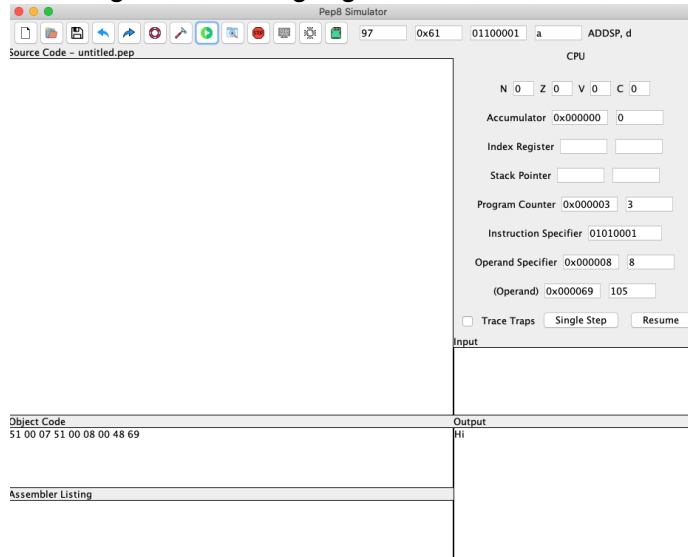 Pep8 Simulator
97 0x61 01100001 a ADDSP, d
Source Code - untitled.pep
CPU
N 0 Z 0 V 0 C 0
Accumulator 0x000000 0
Index Register
Stack Pointer
Program Counter 0x000003 3
Instruction Specifier 01010001
Operand Specifier 0x000008 8
(Operand) 0x000069 105
Trace Traps Single Step Resume
Input
Object Code
51 00 07 51 00 08 00 48 69
Output
Hi
Assembler Listing